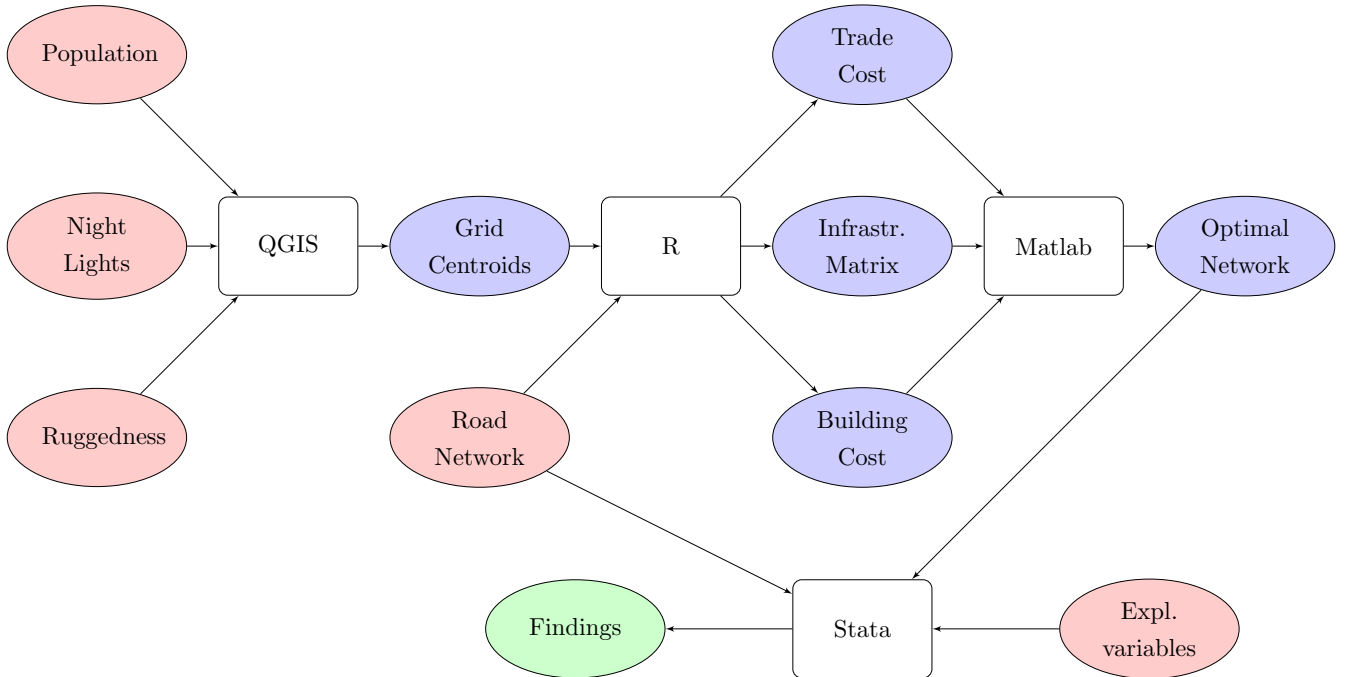 Population
Trade
Cost
Night
Lights
QGIS
Grid
Centroids
R
Infrastr.
Matrix
Matlab
Optimal
Network
Ruggedness
Road
Network
Building
Cost
Findings
Stata
Expl.
variables